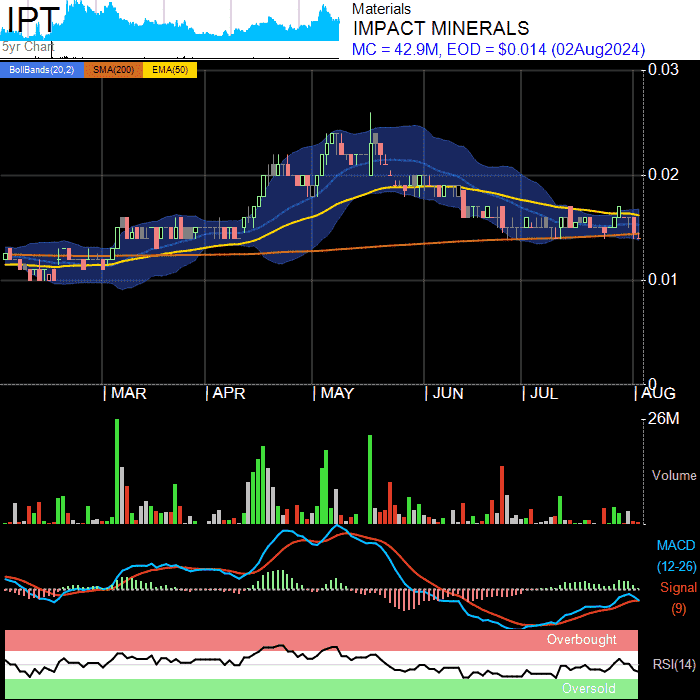 IPT
5yr Chart
Materials
IMPACT MINERALS
MC = 42.9M, EOD = $0.014 (02Aug2024)
BollBands(20,2) SMA(200) EMA(50)
0.03
0.02
0.01
0
MAR APR MAY JUN JUL AUG
26M
Volume
MACD
(12-26)
Signal
(9)
Overbought
RSI(14)
Oversold